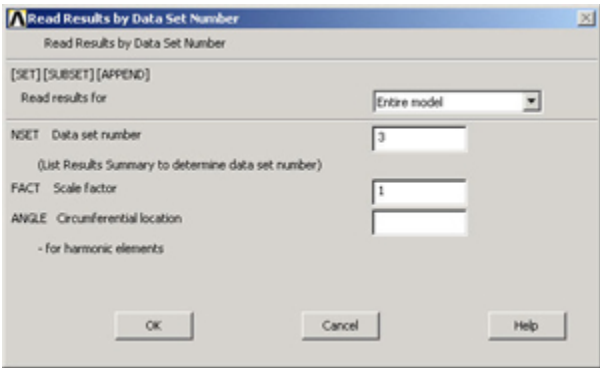 Read Results by Data Set Number
Read Results by Data Set Number
[SET] [SUBSET] [APPEND]
Read results for Entire model
NSET Data set number 3
(List Results Summary to determine data set number)
FACT Scale factor 1
ANGLE Circumferential location
- for harmonic elements
OK Cancel Help